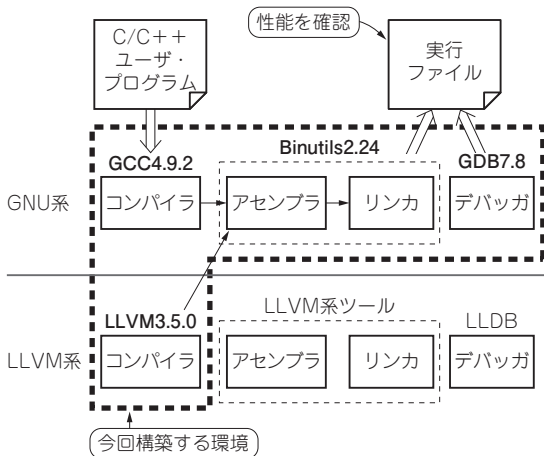 性能を確認
C/C++
ユーザ・
プログラム
実行
ファイル
GCC4.9.2
Binutils2.24
GDB7.8
GNU系
コンパイラ
アセンブラ
リンカ
デバッガ
LLVM3.5.0
LLVM系ツール
LLDB
LLVM系
コンパイラ
アセンブラ
リンカ
デバッガ
今回構築する環境